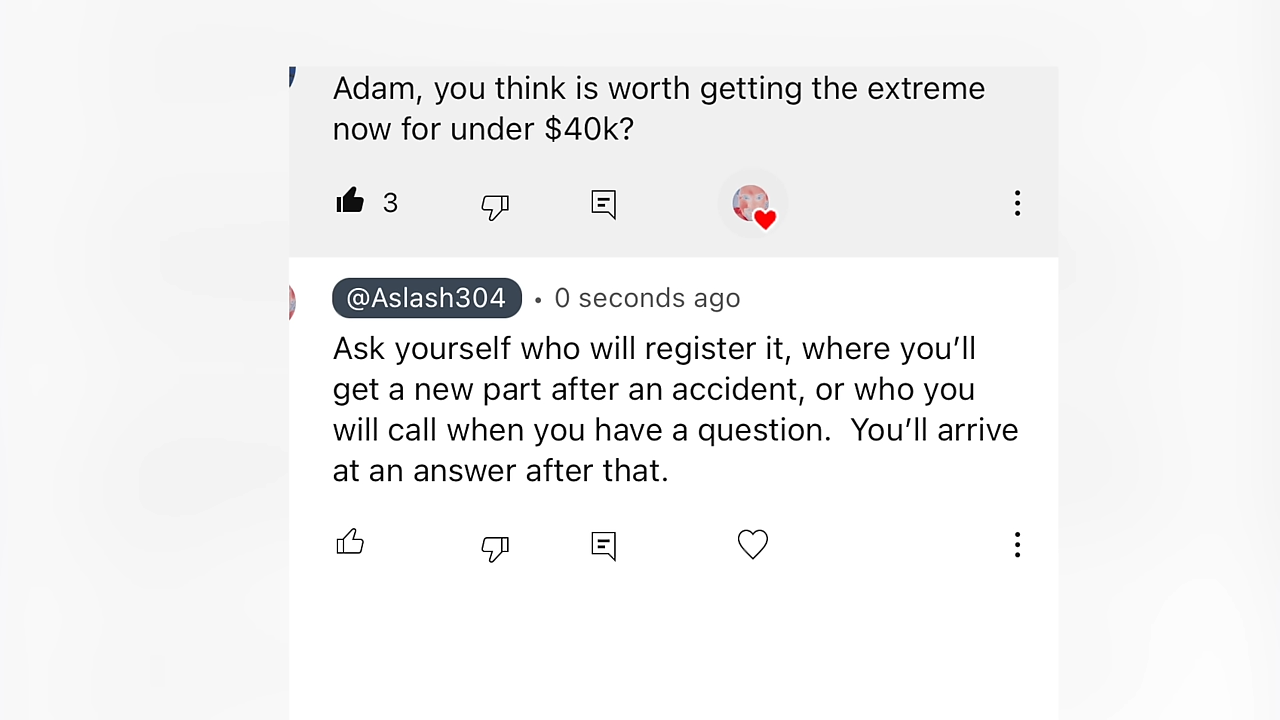 Adam, you think is worth getting the extreme
now for under $40k?
3
@Aslash304 • 0 seconds ago
Ask yourself who will register it, where you’ll
get a new part after an accident, or who you
will call when you have a question.  You’ll arrive
at an answer after that.